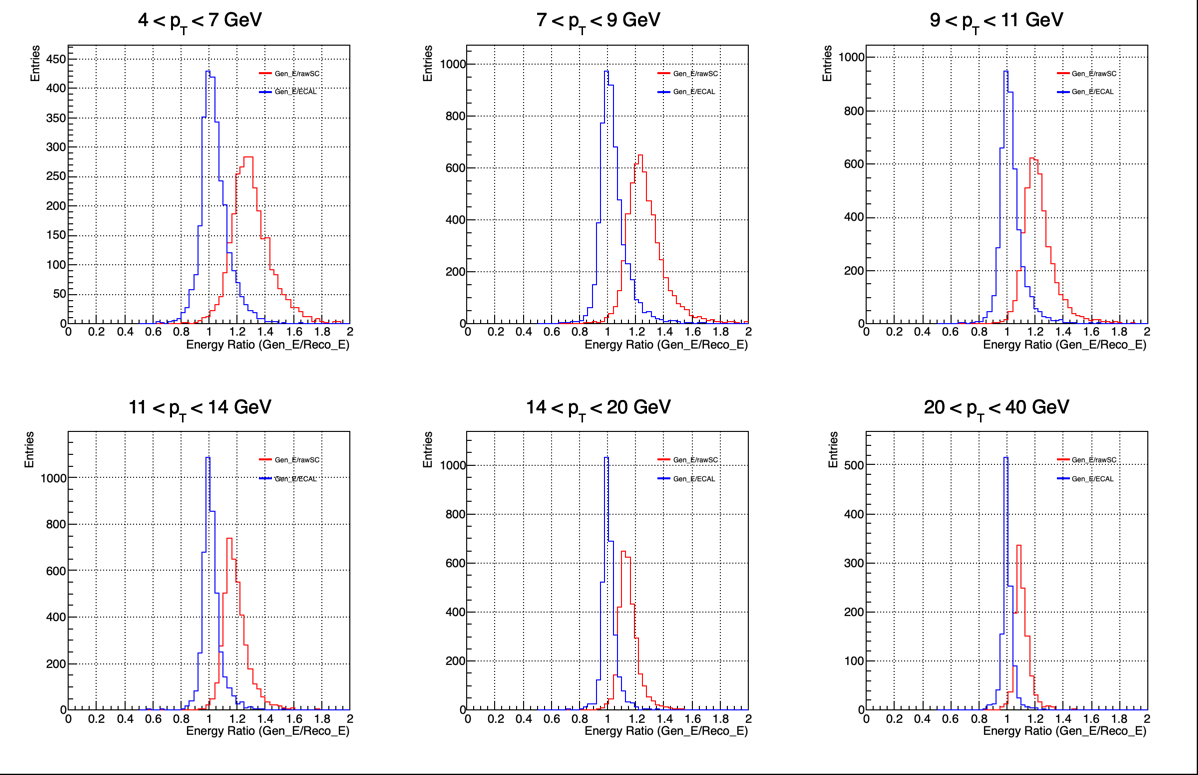 4 < pT < 7 GeV
Entries
450
400
350
300
250
200
150
100
50
0
0 0.2 0.4 0.6 0.8 1 1.2 1.4 1.6 1.8 2
Energy Ratio (Gen_E/Reco_E)
Gen_E/rawSC
Gen_E/ECAL
7 < pT < 9 GeV
Entries
1000
800
600
400
200
0
0 0.2 0.4 0.6 0.8 1 1.2 1.4 1.6 1.8 2
Energy Ratio (Gen_E/Reco_E)
Gen_E/rawSC
Gen_E/ECAL
9 < pT < 11 GeV
Entries
1000
800
600
400
200
0
0 0.2 0.4 0.6 0.8 1 1.2 1.4 1.6 1.8 2
Energy Ratio (Gen_E/Reco_E)
Gen_E/rawSC
Gen_E/ECAL
11 < pT < 14 GeV
Entries
1000
800
600
400
200
0
0 0.2 0.4 0.6 0.8 1 1.2 1.4 1.6 1.8 2
Energy Ratio (Gen_E/Reco_E)
Gen_E/rawSC
Gen_E/ECAL
14 < pT < 20 GeV
Entries
1000
800
600
400
200
0
0 0.2 0.4 0.6 0.8 1 1.2 1.4 1.6 1.8 2
Energy Ratio (Gen_E/Reco_E)
Gen_E/rawSC
Gen_E/ECAL
20 < pT < 40 GeV
Entries
500
400
300
200
100
0
0 0.2 0.4 0.6 0.8 1 1.2 1.4 1.6 1.8 2
Energy Ratio (Gen_E/Reco_E)
Gen_E/rawSC
Gen_E/ECAL